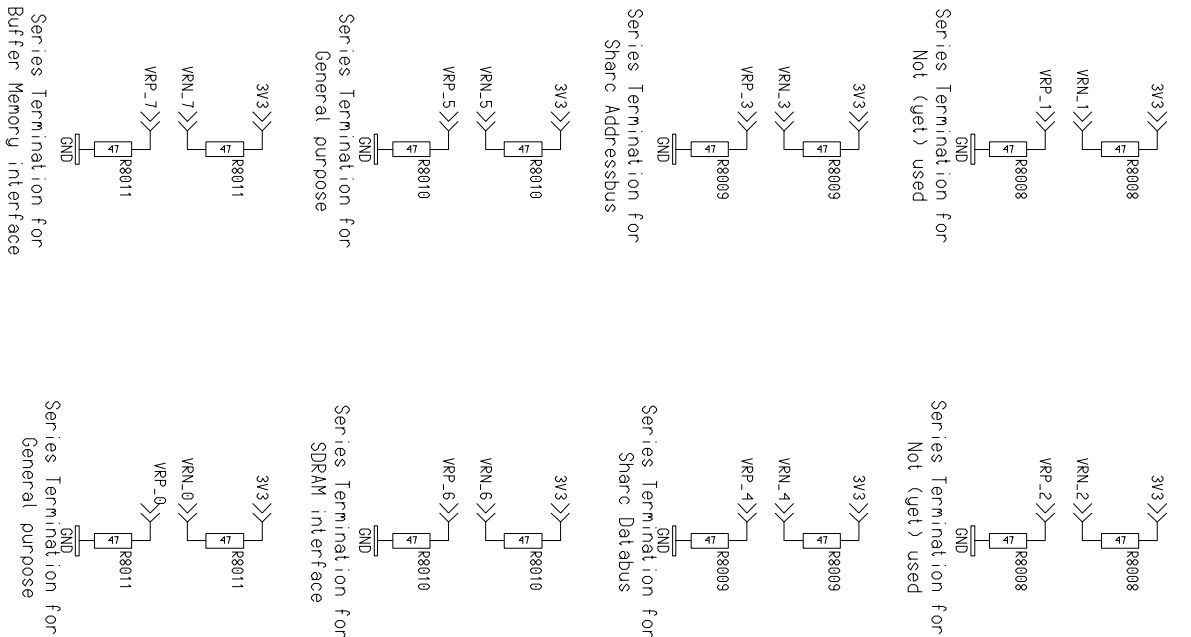 3V3
VRN_1
VRP_1
47
R8008
47
R8008
GND
Series Termination for
Not (yet) used
3V3
VRN_2
VRP_2
47
R8008
47
R8008
GND
Series Termination for
Not (yet) used
3V3
VRN_3
VRP_3
47
R8009
47
R8009
GND
Series Termination for
Sharc Addressbus
3V3
VRN_4
VRP_4
47
R8009
47
R8009
GND
Series Termination for
Sharc Databus
3V3
VRN_5
VRP_5
47
R8010
47
R8010
GND
Series Termination for
General purpose
3V3
VRN_6
VRP_6
47
R8010
47
R8010
GND
Series Termination for
SDRAM interface
3V3
VRN_7
VRP_7
47
R8011
47
R8011
GND
Series Termination for
Buffer Memory interface
3V3
VRN_0
VRP_0
47
R8011
47
R8011
GND
Series Termination for
General purpose